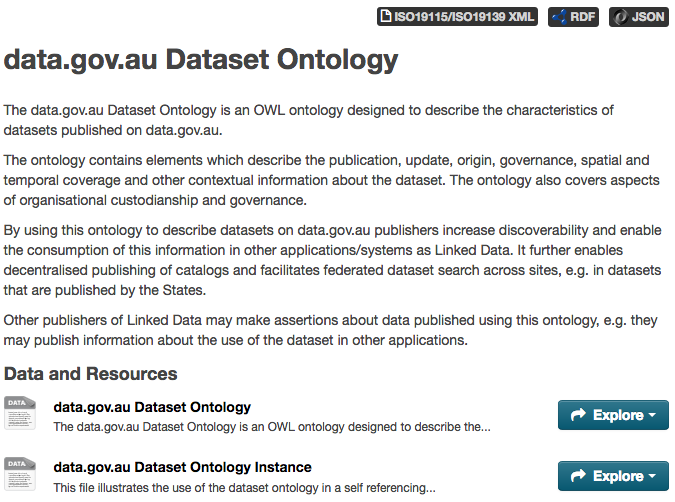 ISO19115/ISO19139 XML RDF JSON
data.gov.au Dataset Ontology
The data.gov.au Dataset Ontology is an OWL ontology designed to describe the characteristics of
datasets published on data.gov.au.
The ontology contains elements which describe the publication, update, origin, governance, spatial and
temporal coverage and other contextual information about the dataset. The ontology also covers aspects
of organisational custodianship and governance.
By using this ontology to describe datasets on data.gov.au publishers increase discoverability and enable
the consumption of this information in other applications/systems as Linked Data. It further enables
decentralised publishing of catalogs and facilitates federated dataset search across sites, e.g. in datasets
that are published by the States.
Other publishers of Linked Data may make assertions about data published using this ontology, e.g. they
may publish information about the use of the dataset in other applications.
Data and Resources
DATA
data.gov.au Dataset Ontology
The data.gov.au Dataset Ontology is an OWL ontology designed to describe the...
Explore
DATA
data.gov.au Dataset Ontology Instance
This file illustrates the use of the dataset ontology in a self referencing...
Explore